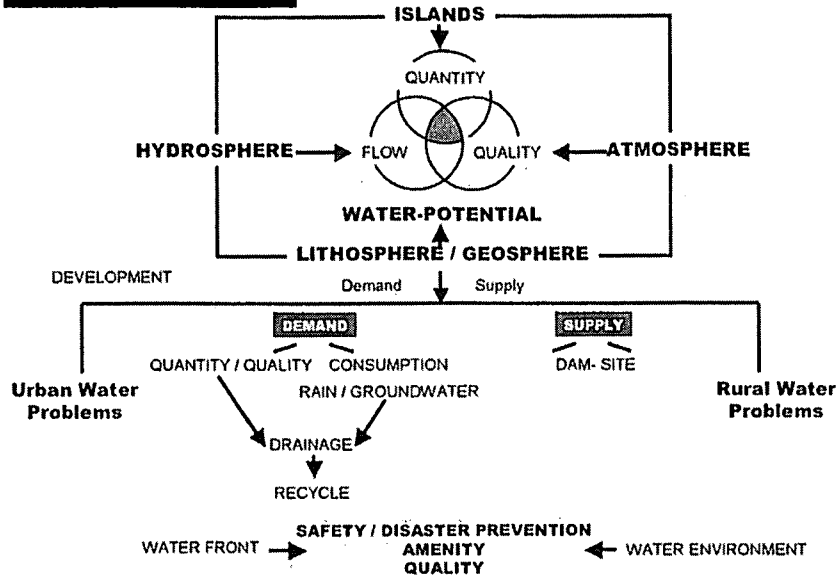 ISLANDS
QUANTITY
HYDROSPHERE FLOW QUALITY ATMOSPHERE
WATER-POTENTIAL
LITHOSPHERE / GEOSPHERE
DEVELOPMENT
Demand Supply
DEMAND SUPPLY
QUANTITY / QUALITY CONSUMPTION DAM- SITE
Urban Water
Problems
RAIN / GROUNDWATER
Rural Water
Problems
DRAINAGE
RECYCLE
SAFETY / DISASTER PREVENTION
WATER FRONT AMENITY WATER ENVIRONMENT
QUALITY